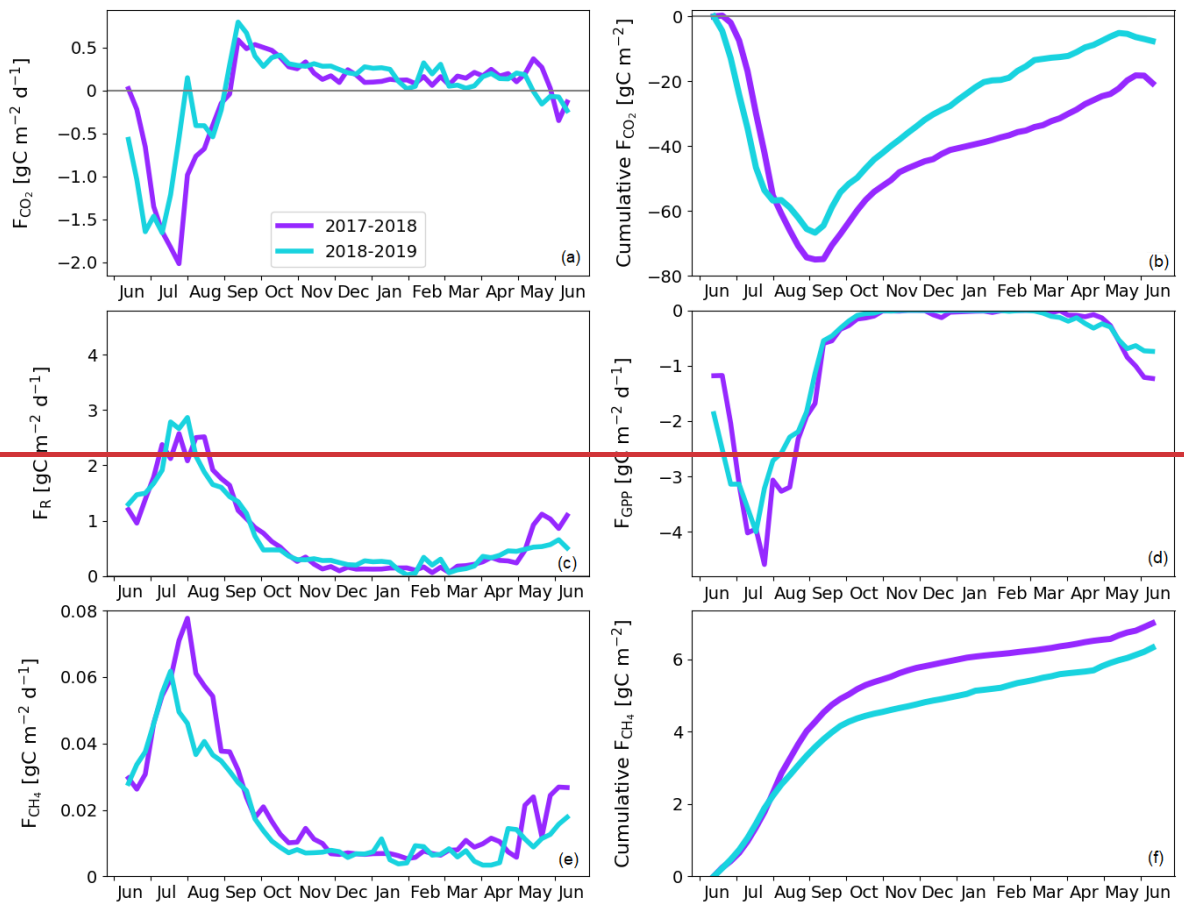 F_CO₂ [gC m⁻² d⁻¹]
0.5
0
−0.5
−1.0
−1.5
−2.0
2017-2018
2018-2019
(a)
Jun Jul Aug Sep Oct Nov Dec Jan Feb Mar Apr May Jun
Cumulative F_CO₂ [gC m⁻²]
0
−20
−40
−60
−80
(b)
Jun Jul Aug Sep Oct Nov Dec Jan Feb Mar Apr May Jun
F_R [gC m⁻² d⁻¹]
4
3
2
1
0
(c)
Jun Jul Aug Sep Oct Nov Dec Jan Feb Mar Apr May Jun
F_GPP [gC m⁻² d⁻¹]
0
−1
−2
−3
−4
(d)
Jun Jul Aug Sep Oct Nov Dec Jan Feb Mar Apr May Jun
F_CH₄ [gC m⁻² d⁻¹]
0.08
0.06
0.04
0.02
0
(e)
Jun Jul Aug Sep Oct Nov Dec Jan Feb Mar Apr May Jun
Cumulative F_CH₄ [gC m⁻²]
6
4
2
0
(f)
Jun Jul Aug Sep Oct Nov Dec Jan Feb Mar Apr May Jun